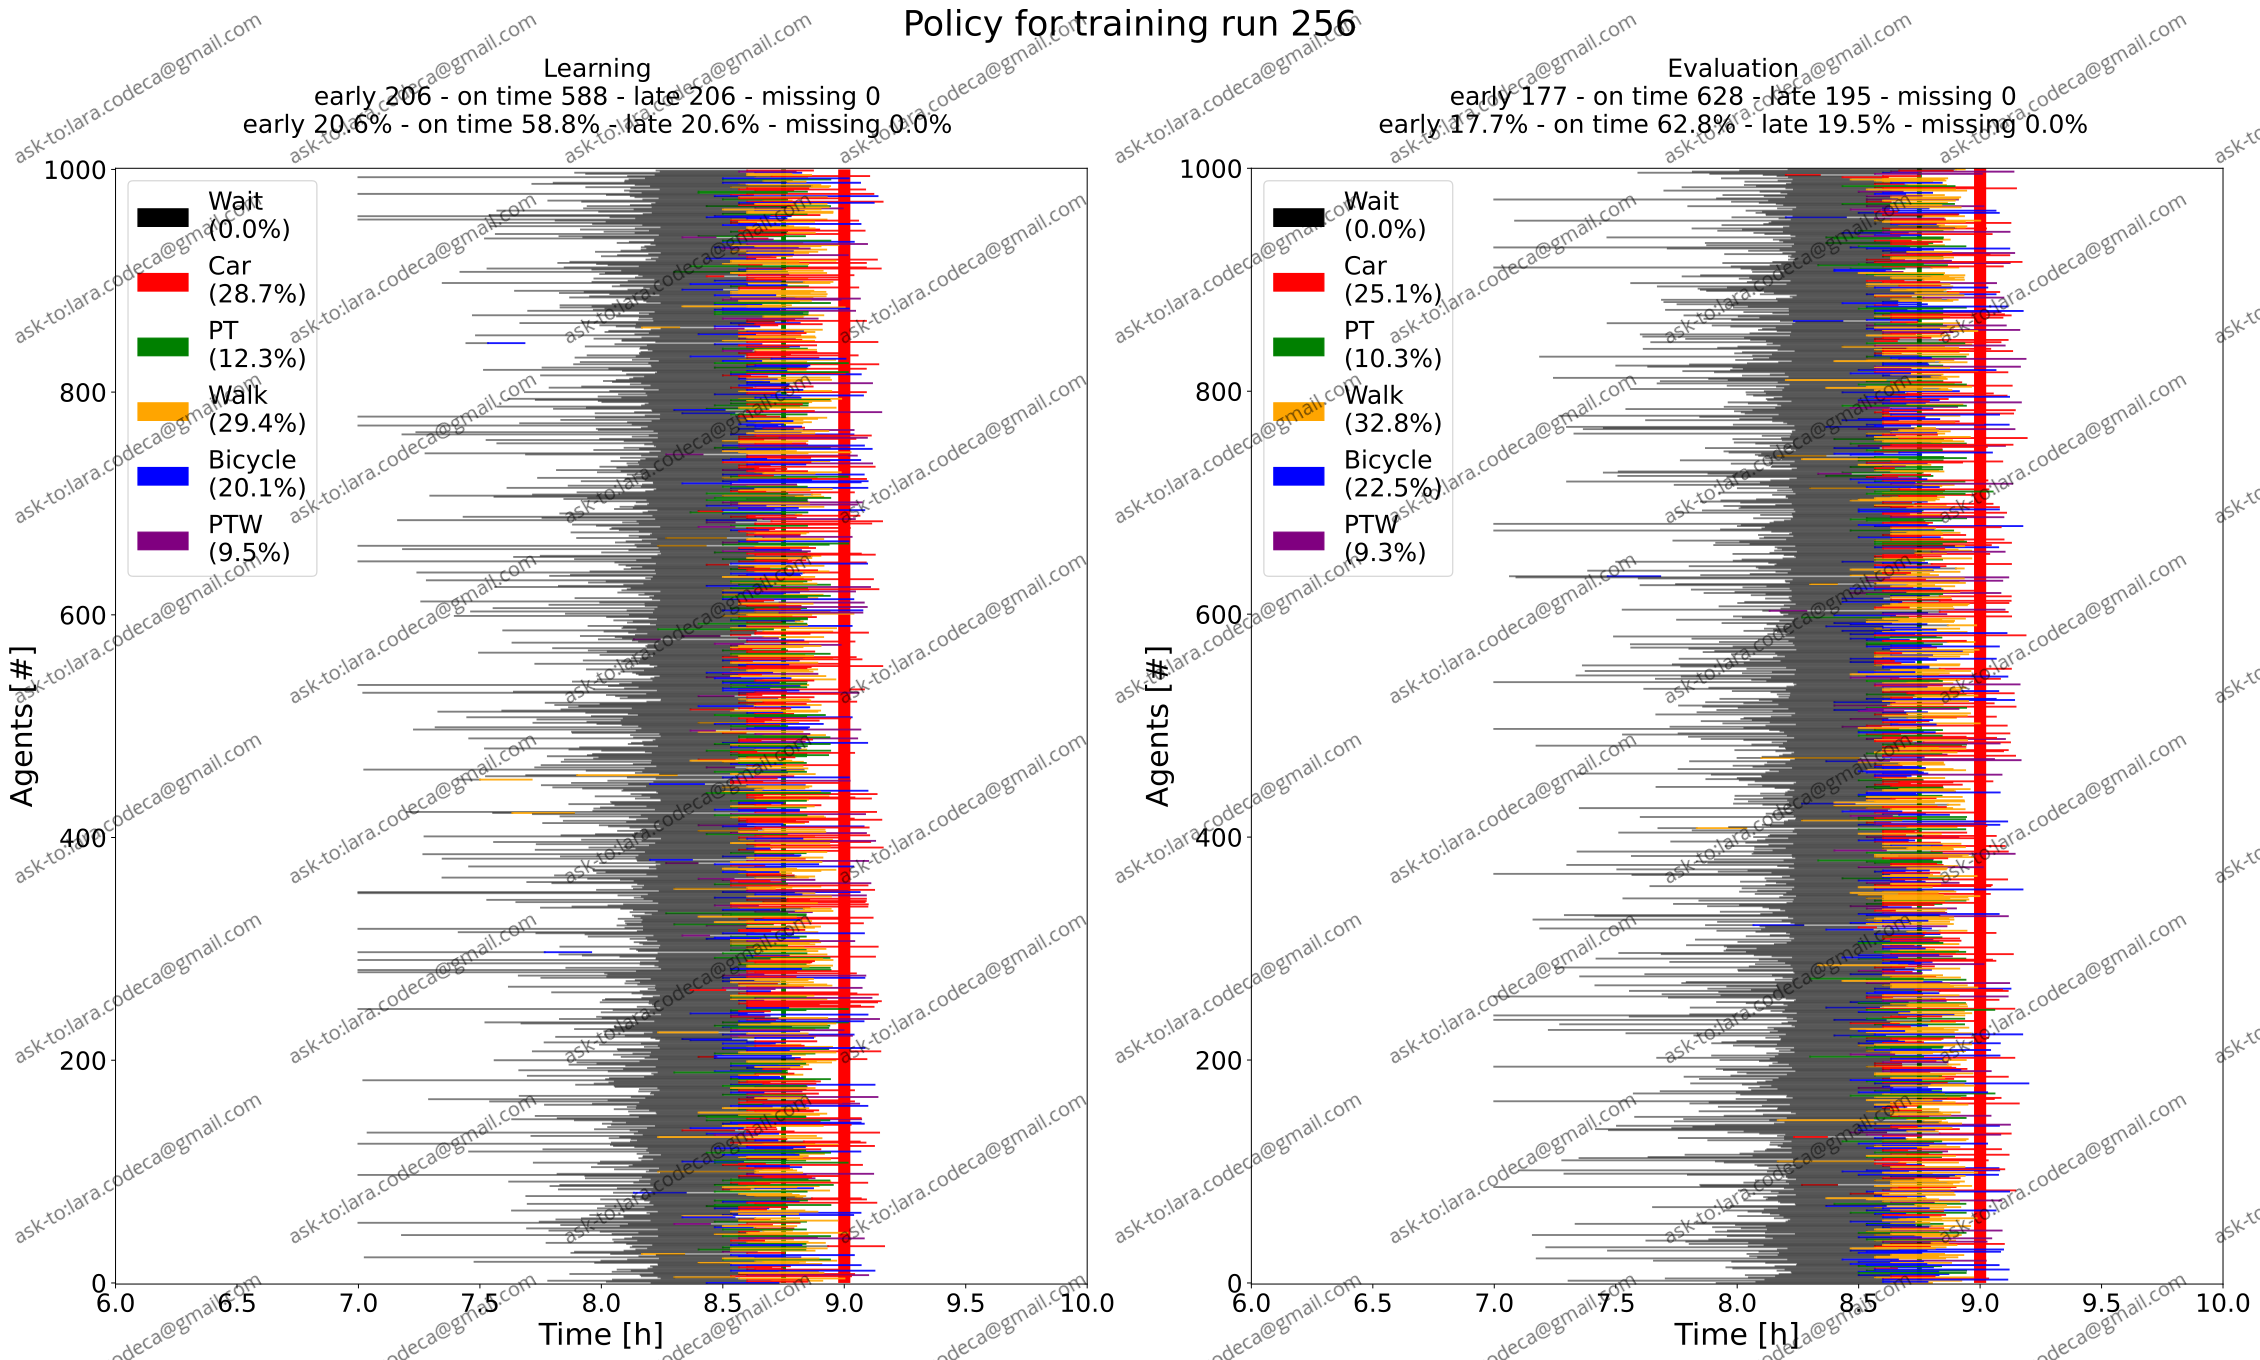 Policy for training run 256
Learning
early 206 - on time 588 - late 206 - missing 0
early 20.6% - on time 58.8% - late 20.6% - missing 0.0%
1000
800
600
400
200
0
Agents [#]
Wait
(0.0%)
Car
(28.7%)
PT
(12.3%)
Walk
(29.4%)
Bicycle
(20.1%)
PTW
(9.5%)
6.0 6.5 7.0 7.5 8.0 8.5 9.0 9.5 10.0
Time [h]
Evaluation
early 177 - on time 628 - late 195 - missing 0
early 17.7% - on time 62.8% - late 19.5% - missing 0.0%
1000
800
600
400
200
0
Agents [#]
Wait
(0.0%)
Car
(25.1%)
PT
(10.3%)
Walk
(32.8%)
Bicycle
(22.5%)
PTW
(9.3%)
6.0 6.5 7.0 7.5 8.0 8.5 9.0 9.5 10.0
Time [h]
ask-to:lara.codeca@gmail.com